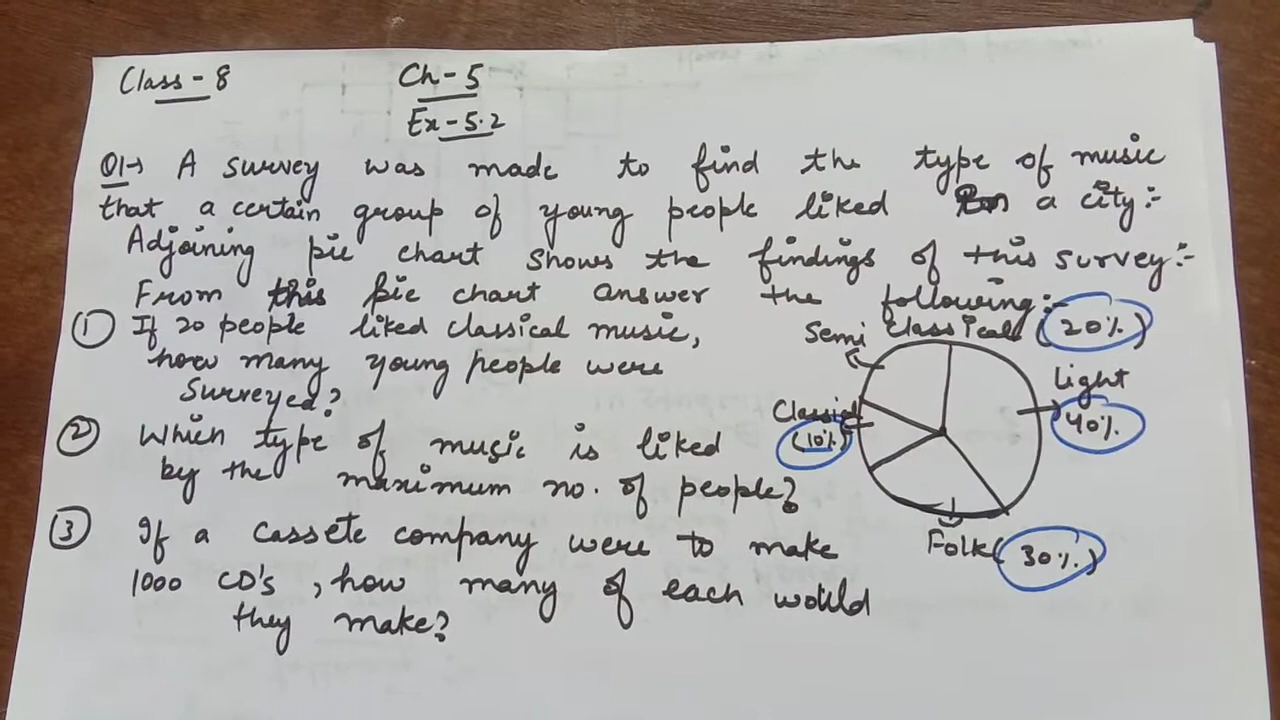 Class - 8
Ch - 5
Ex - 5.2
Q1→ A survey was made to find the type of music
that a certain group of young people liked in a city:-
Adjoining pie chart shows the findings of this survey:-
From this pie chart answer the following:-
① If 20 people liked classical music,
how many young people were
surveyed?
② Which type of music is liked
by the maximum no. of people?
③ If a cassete company were to make
1000 CD's, how many of each would
they make?
Semi Classical (20%)
Light
40%
Classical
(10%)
Folk (30%)